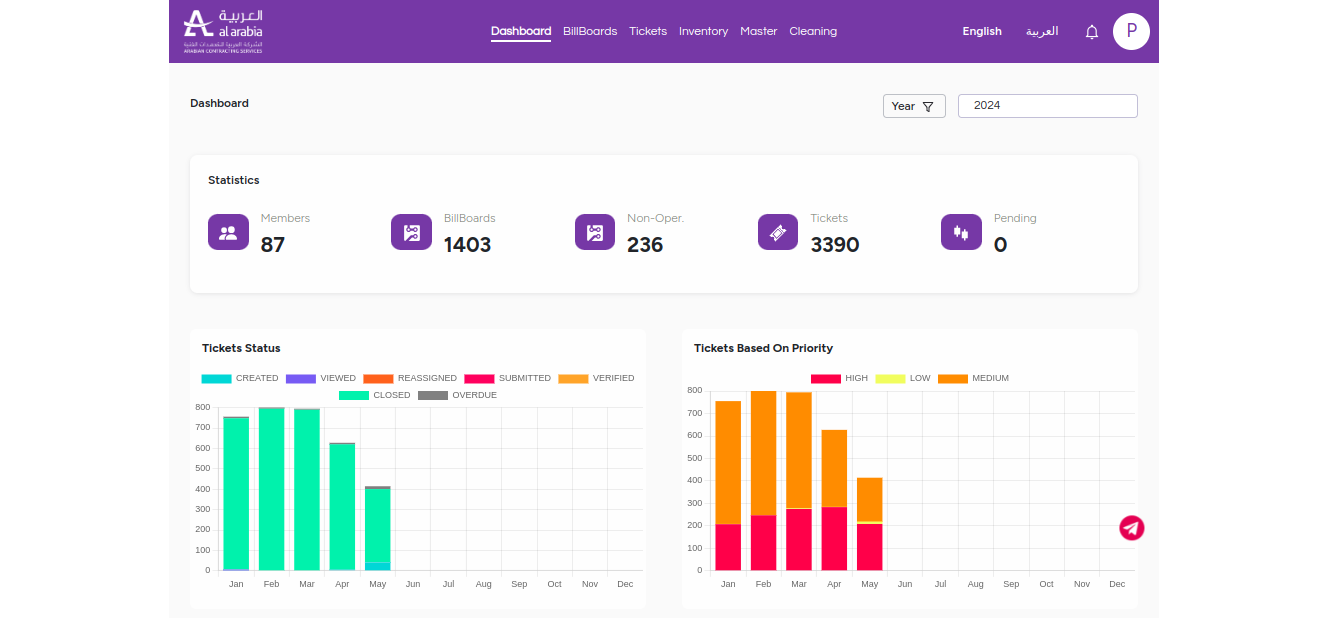 العربية
al arabia
الشركة العربية للتعهدات الفنية
ARABIAN CONTRACTING SERVICES
Dashboard BillBoards Tickets Inventory Master Cleaning
English العربية P
Dashboard
Year 2024
Statistics
Members BillBoards Non-Oper. Tickets Pending
87 1403 236 3390 0
Tickets Status
CREATED VIEWED REASSIGNED SUBMITTED VERIFIED
CLOSED OVERDUE
800
700
600
500
400
300
200
100
0
Jan Feb Mar Apr May Jun Jul Aug Sep Oct Nov Dec
Tickets Based On Priority
HIGH LOW MEDIUM
800
700
600
500
400
300
200
100
0
Jan Feb Mar Apr May Jun Jul Aug Sep Oct Nov Dec